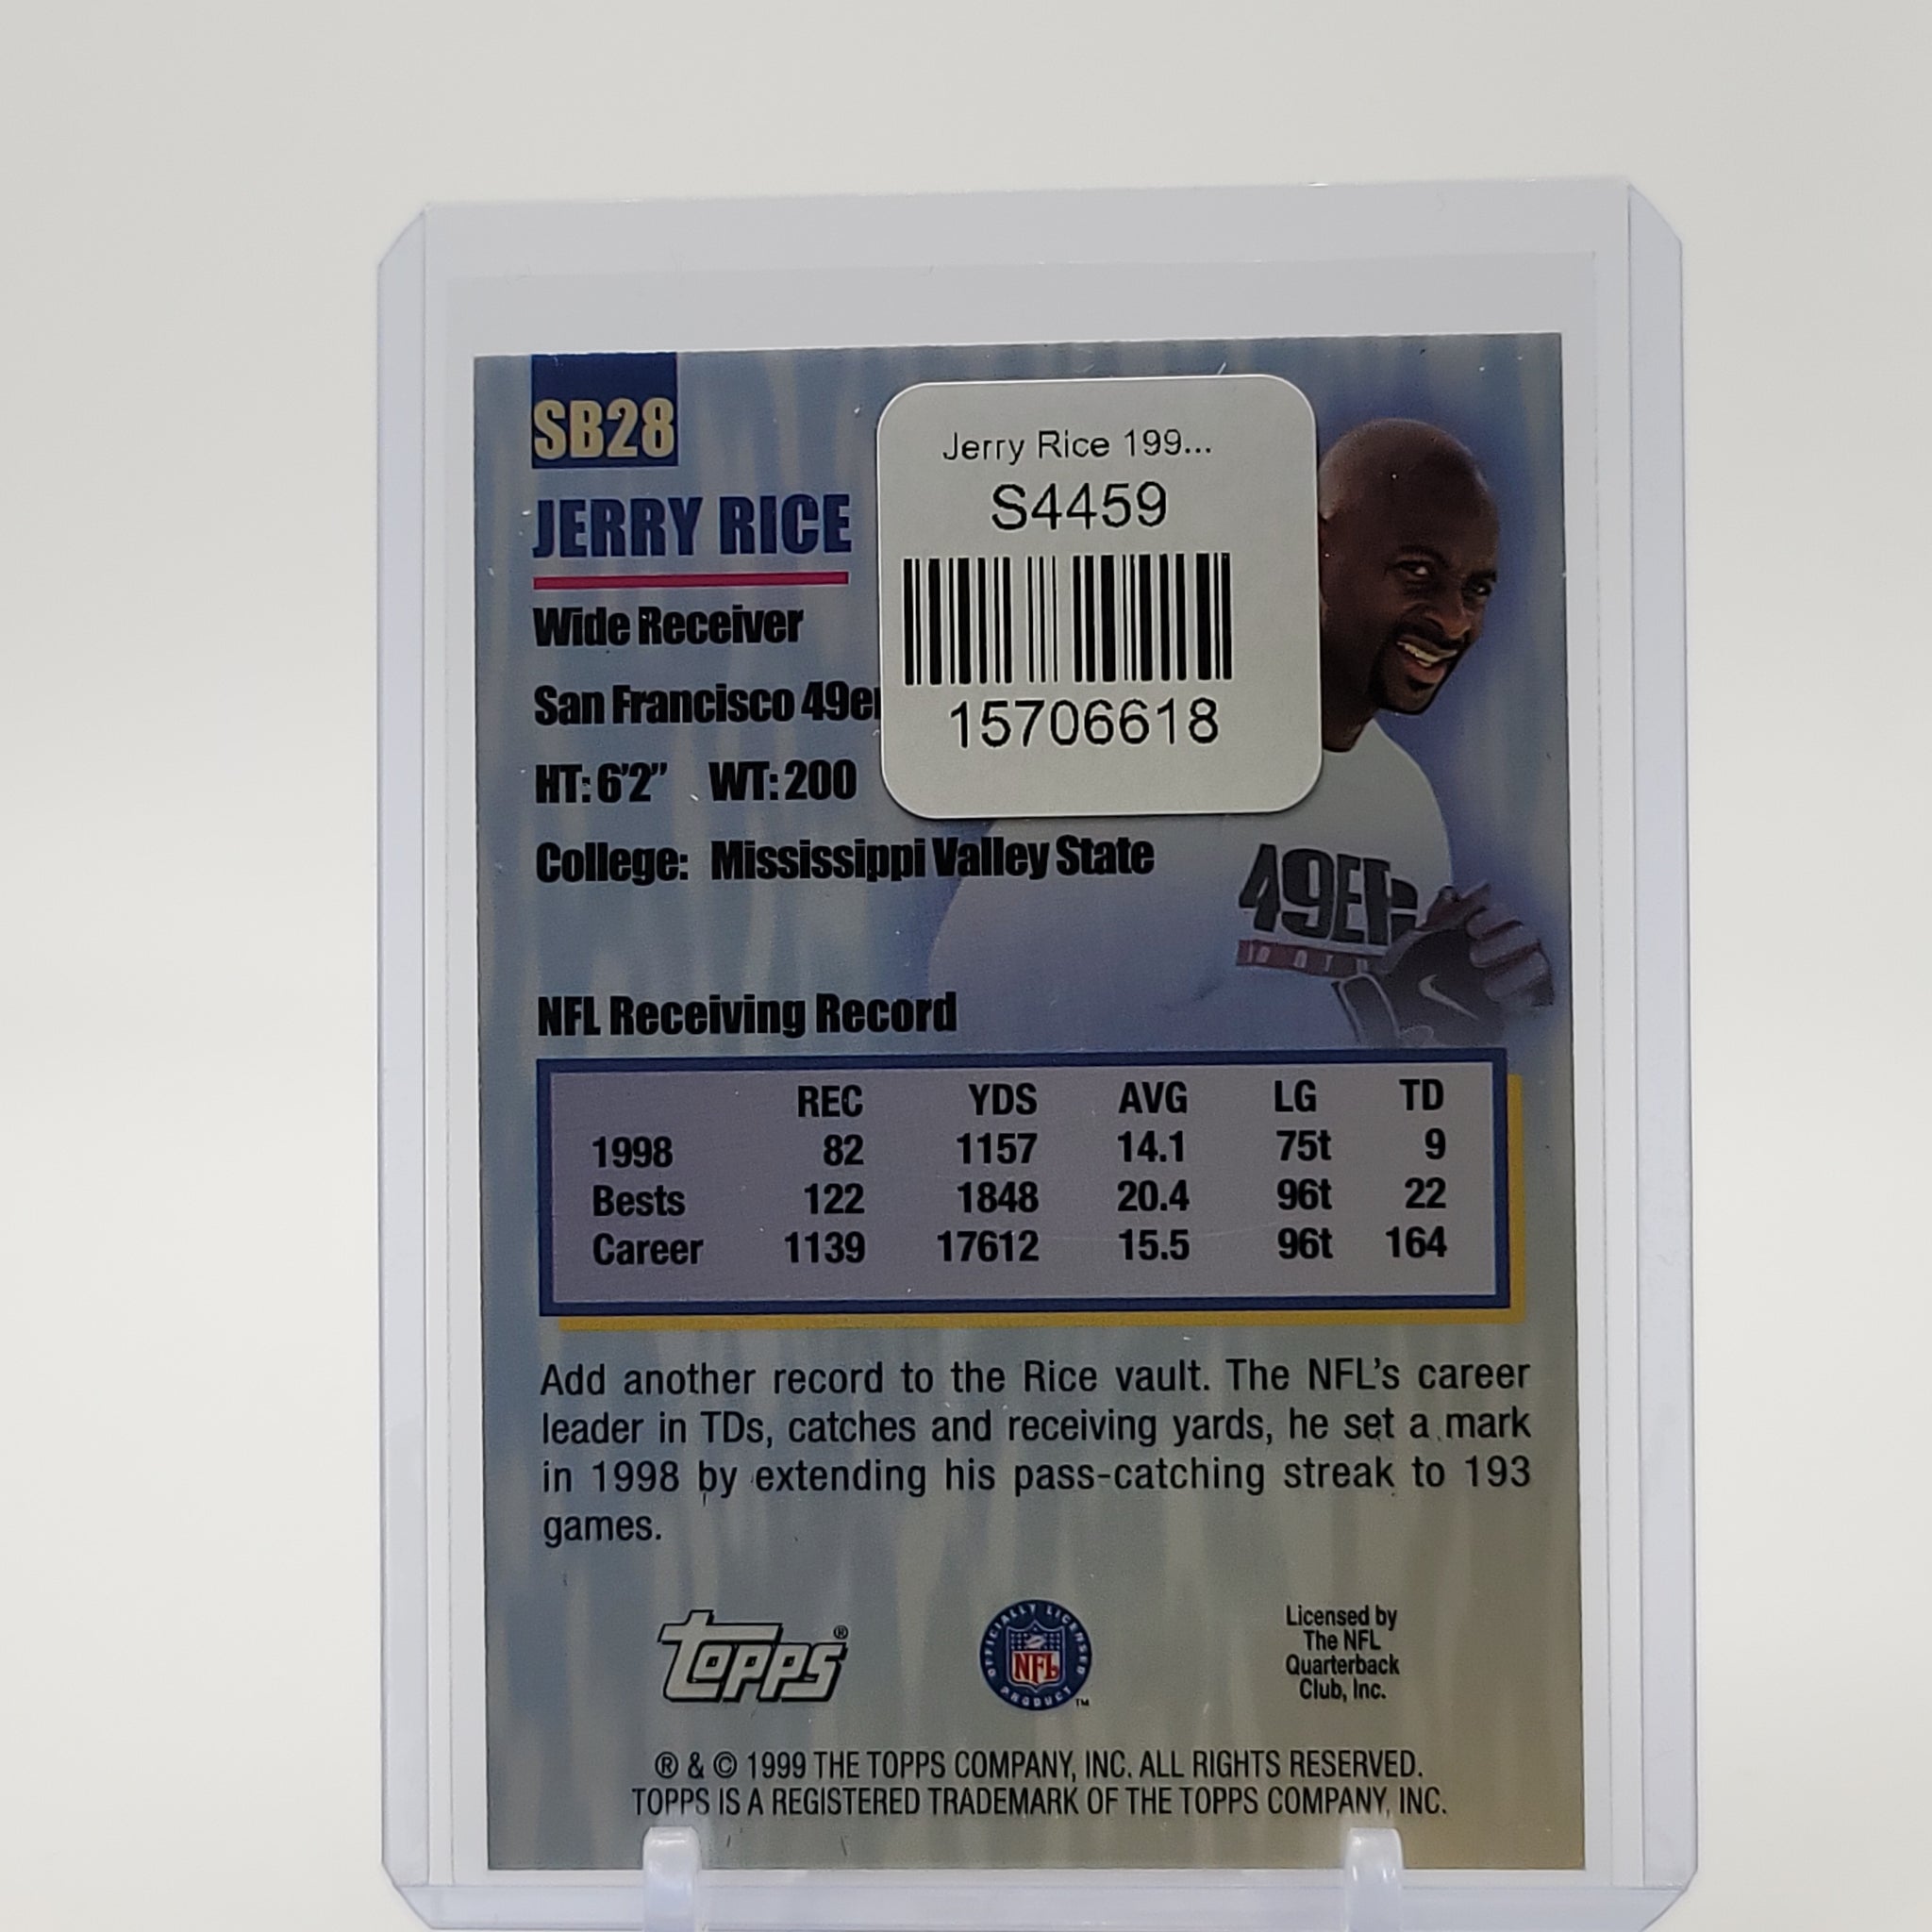 SB28
JERRY RICE
Wide Receiver
San Francisco 49er
HT: 6'2" WT: 200
College: Mississippi Valley State
Jerry Rice 199...
S4459
15706618
49ER
NFL Receiving Record
REC YDS AVG LG TD
1998 82 1157 14.1 75t 9
Bests 122 1848 20.4 96t 22
Career 1139 17612 15.5 96t 164
Add another record to the Rice vault. The NFL's career
leader in TDs, catches and receiving yards, he set a mark
in 1998 by extending his pass-catching streak to 193
games.
TOPPS®
OFFICIALLY LICENSED
NFL
PRODUCT
™
Licensed by
The NFL
Quarterback
Club, Inc.
® & © 1999 THE TOPPS COMPANY, INC. ALL RIGHTS RESERVED.
TOPPS IS A REGISTERED TRADEMARK OF THE TOPPS COMPANY, INC.